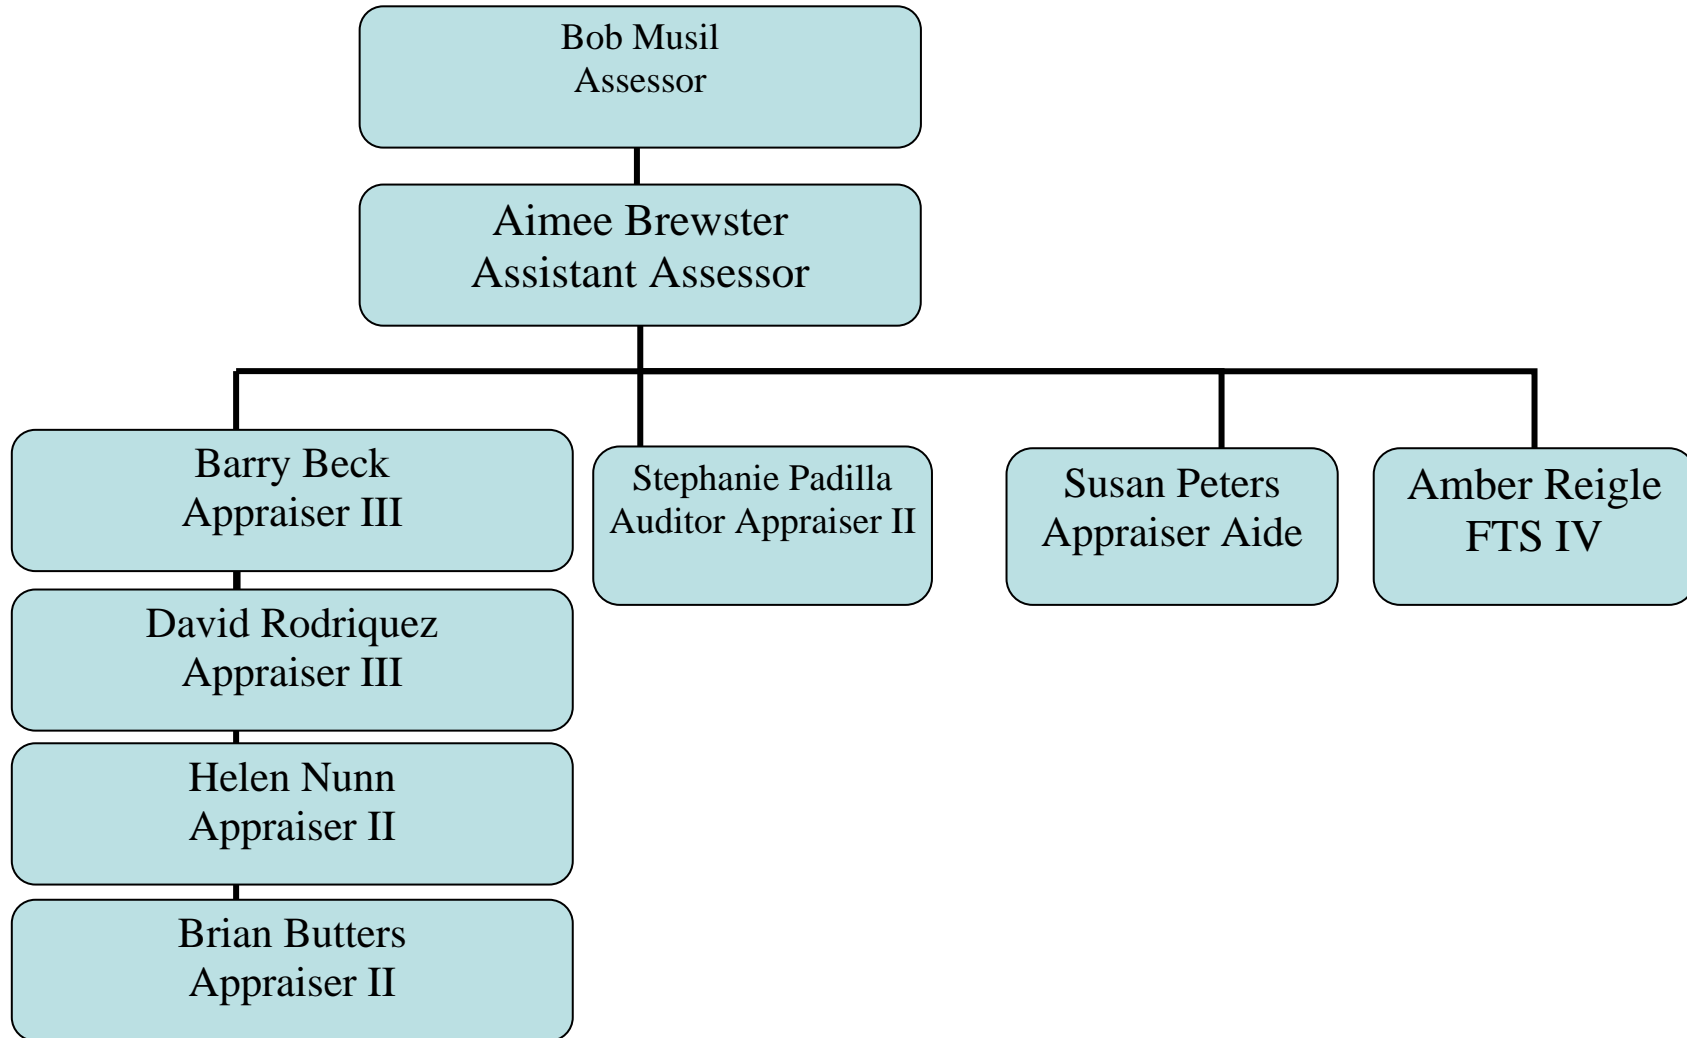 Bob Musil
Assessor
Aimee Brewster
Assistant Assessor
Barry Beck
Appraiser III
Stephanie Padilla
Auditor Appraiser II
Susan Peters
Appraiser Aide
Amber Reigle
FTS IV
David Rodriquez
Appraiser III
Helen Nunn
Appraiser II
Brian Butters
Appraiser II